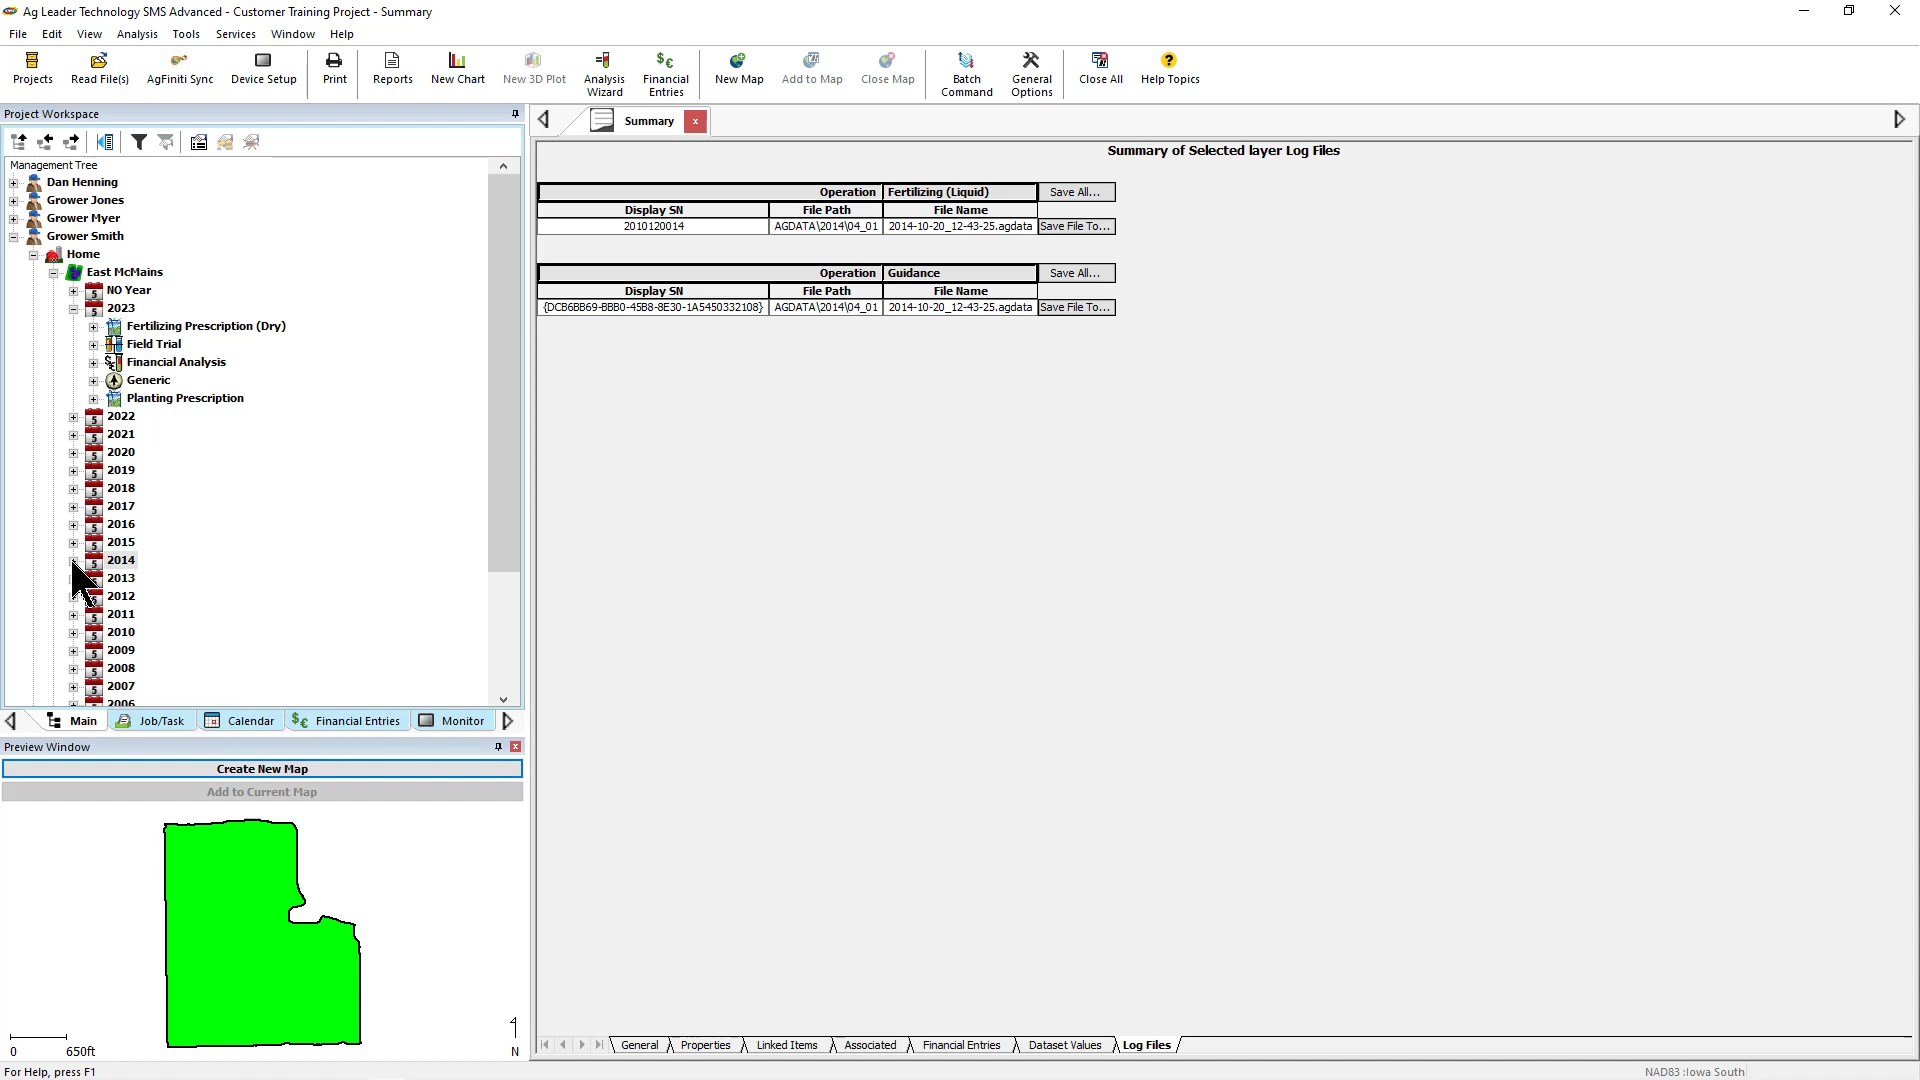 Ag Leader Technology SMS Advanced - Customer Training Project - Summary
File Edit View Analysis Tools Services Window Help
Projects Read File(s) AgFiniti Sync Device Setup Print Reports New Chart New 3D Plot Analysis Wizard Financial Entries New Map Add to Map Close Map Batch Command General Options Close All Help Topics
Project Workspace
Management Tree
Dan Henning
Grower Jones
Grower Myer
Grower Smith
Home
East McMains
NO Year
2023
Fertilizing Prescription (Dry)
Field Trial
Financial Analysis
Generic
Planting Prescription
2022
2021
2020
2019
2018
2017
2016
2015
2014
2013
2012
2011
2010
2009
2008
2007
2006
Main Job/Task Calendar Financial Entries Monitor
Preview Window
Create New Map
Add to Current Map
0 650ft
N
Summary x
Summary of Selected layer Log Files
Operation Fertilizing (Liquid) Save All...
Display SN File Path File Name
2010120014 AGDATA\2014\04_01 2014-10-20_12-43-25.agdata Save File To...
Operation Guidance Save All...
Display SN File Path File Name
{DCB6BB69-BBB0-45B8-8E30-1A5450332108} AGDATA\2014\04_01 2014-10-20_12-43-25.agdata Save File To...
General Properties Linked Items Associated Financial Entries Dataset Values Log Files
For Help, press F1
NAD83 :Iowa South